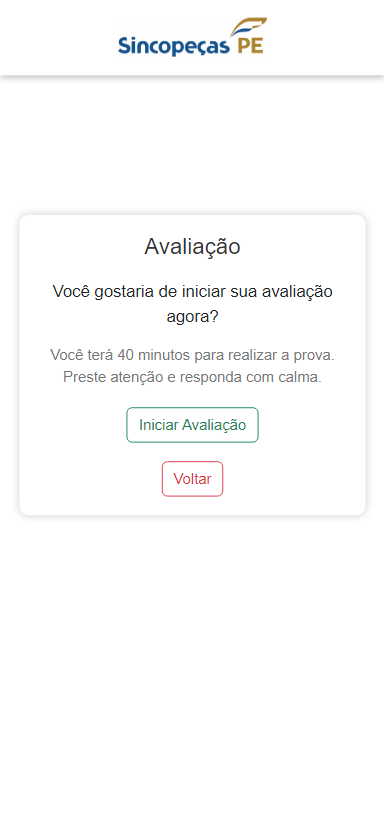 Sincopeças PE
Avaliação
Você gostaria de iniciar sua avaliação
agora?
Você terá 40 minutos para realizar a prova.
Preste atenção e responda com calma.
Iniciar Avaliação
Voltar